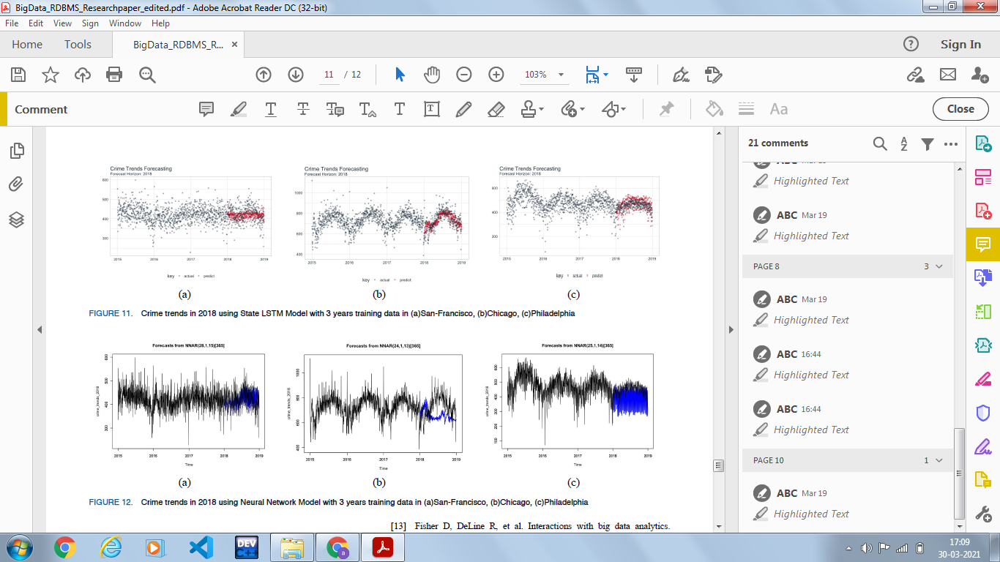 BigData_RDBMS_Researchpaper_edited.pdf - Adobe Acrobat Reader DC (32-bit)
File Edit View Sign Window Help
Home Tools BigData_RDBMS_R... × Sign In
11 / 12 103%
Comment Close
21 comments
ABC
Highlighted Text
ABC Mar 19
Highlighted Text
PAGE 8 3
ABC Mar 19
Highlighted Text
ABC 16:44
Highlighted Text
ABC 16:44
Highlighted Text
PAGE 10 1
ABC Mar 19
Highlighted Text
Crime Trends Forecasting
Forecast Horizon: 2018
600
500
400
300
2015 2016 2017 2018 2019
key actual predict
(a)
Crime Trends Forecasting
Forecast Horizon: 2018
1000
800
600
400
2015 2016 2017 2018 2019
key actual predict
(b)
Crime Trends Forecasting
Forecast Horizon: 2018
600
400
200
2015 2016 2017 2018 2019
key actual predict
(c)
FIGURE 11. Crime trends in 2018 using State LSTM Model with 3 years training data in (a)San-Francisco, (b)Chicago, (c)Philadelphia
Forecasts from NNAR(28,1,15)[365]
crime_trends_2018
600
500
400
300
2015 2016 2017 2018 2019
Time
(a)
Forecasts from NNAR(24,1,13)[365]
crime_trends_2018
1000
800
600
400
2015 2016 2017 2018 2019
Time
(b)
Forecasts from NNAR(25,1,14)[365]
crime_trends_2018
600
500
400
300
200
100
2015 2016 2017 2018 2019
Time
(c)
FIGURE 12. Crime trends in 2018 using Neural Network Model with 3 years training data in (a)San-Francisco, (b)Chicago, (c)Philadelphia
[13] Fisher D, DeLine R, et al. Interactions with big data analytics.
DEV C++
17:09
30-03-2021